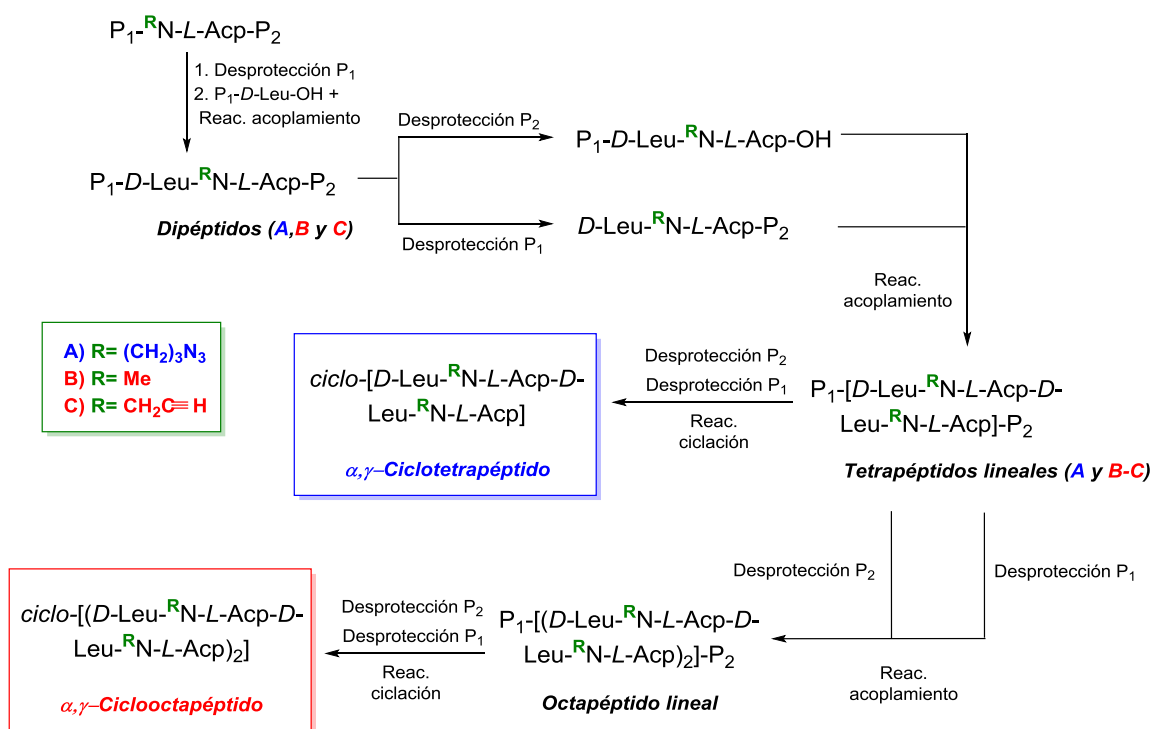 P₁-ᴿN-L-Acp-P₂
1. Desprotección P₁
2. P₁-D-Leu-OH +
Reac. acoplamiento
P₁-D-Leu-ᴿN-L-Acp-P₂
Dipéptidos (A,B y C)
Desprotección P₂
Desprotección P₁
P₁-D-Leu-ᴿN-L-Acp-OH
D-Leu-ᴿN-L-Acp-P₂
Reac.
acoplamiento
A) R= (CH₂)₃N₃
B) R= Me
C) R= CH₂C≡H
ciclo-[D-Leu-ᴿN-L-Acp-D-
Leu-ᴿN-L-Acp]
α,γ–Ciclotetrapéptido
Desprotección P₂
Desprotección P₁
Reac.
ciclación
P₁-[D-Leu-ᴿN-L-Acp-D-
Leu-ᴿN-L-Acp]-P₂
Tetrapéptidos lineales (A y B-C)
Desprotección P₂
Desprotección P₁
Reac.
acoplamiento
ciclo-[(D-Leu-ᴿN-L-Acp-D-
Leu-ᴿN-L-Acp)₂]
α,γ–Ciclooctapéptido
Desprotección P₂
Desprotección P₁
Reac.
ciclación
P₁-[(D-Leu-ᴿN-L-Acp-D-
Leu-ᴿN-L-Acp)₂]-P₂
Octapéptido lineal